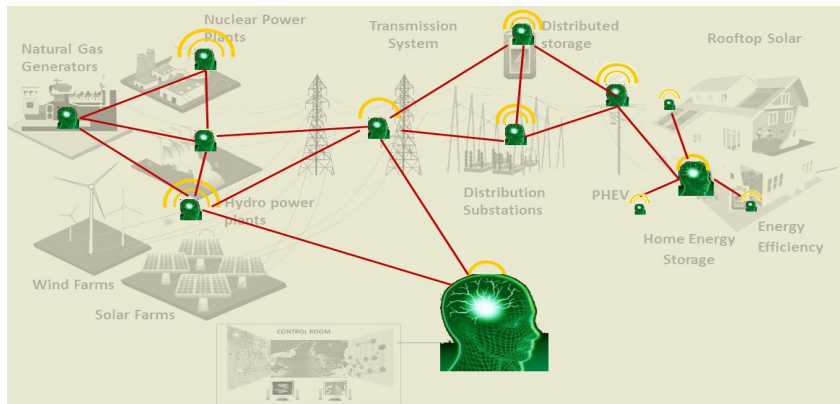 Nuclear Power
Plants
Transmission
System
Distributed
storage
Rooftop Solar
Natural Gas
Generators
Hydro power
plants
Distribution
Substations
PHEV
Home Energy
Storage
Energy
Efficiency
Wind Farms
Solar Farms
CONTROL ROOM